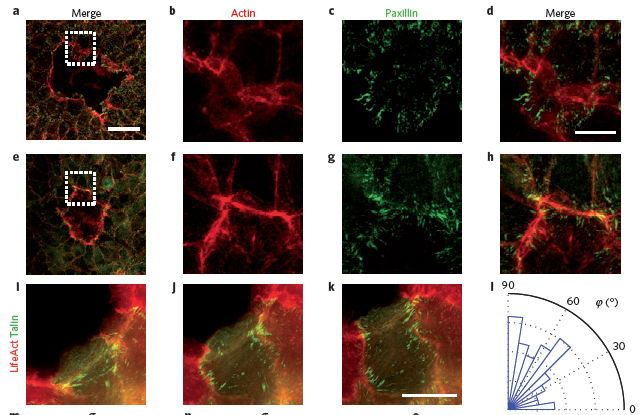 a Merge b Actin c Paxillin d Merge
e f g h
i j k l 90
φ (°)
60
30
0
LifeAct Talin